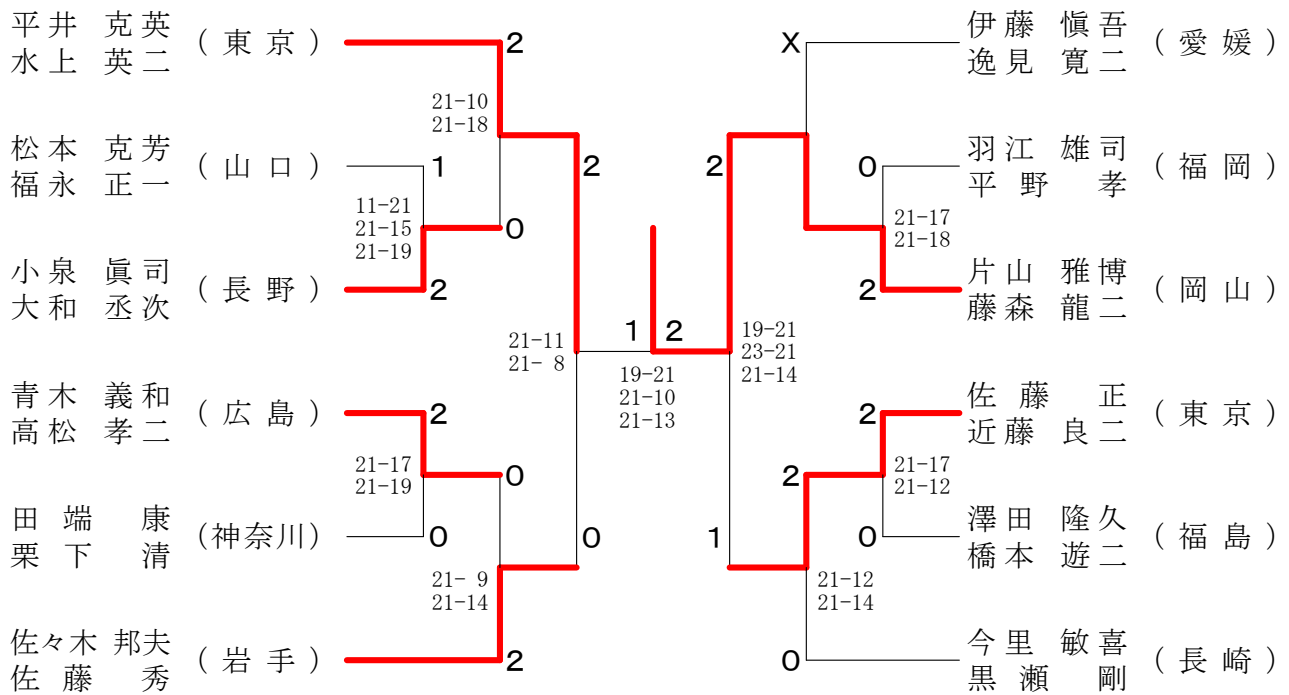 平井 克英
水上 英二
(東京)
2
21-10
21-18
松本 克芳
福永 正一
(山口)
1
2
11-21
21-15
21-19
0
小泉 眞司
大和 丞次
(長野)
2
21-11
21- 8
青木 義和
高松 孝二
(広島)
2
21-17
21-19
0
田端 康
栗下 清
(神奈川)
0
0
21- 9
21-14
佐々木 邦夫
佐藤 秀
(岩手)
2
1
2
19-21
21-10
21-13
X
伊藤 愼吾
逸見 寛二
(愛媛)
2
0
羽江 雄司
平野 孝
(福岡)
21-17
21-18
2
片山 雅博
藤森 龍二
(岡山)
19-21
23-21
21-14
2
佐藤 正
近藤 良二
(東京)
2
21-17
21-12
1
0
澤田 隆久
橋本 遊二
(福島)
21-12
21-14
0
今里 敏喜
黒瀬 剛
(長崎)